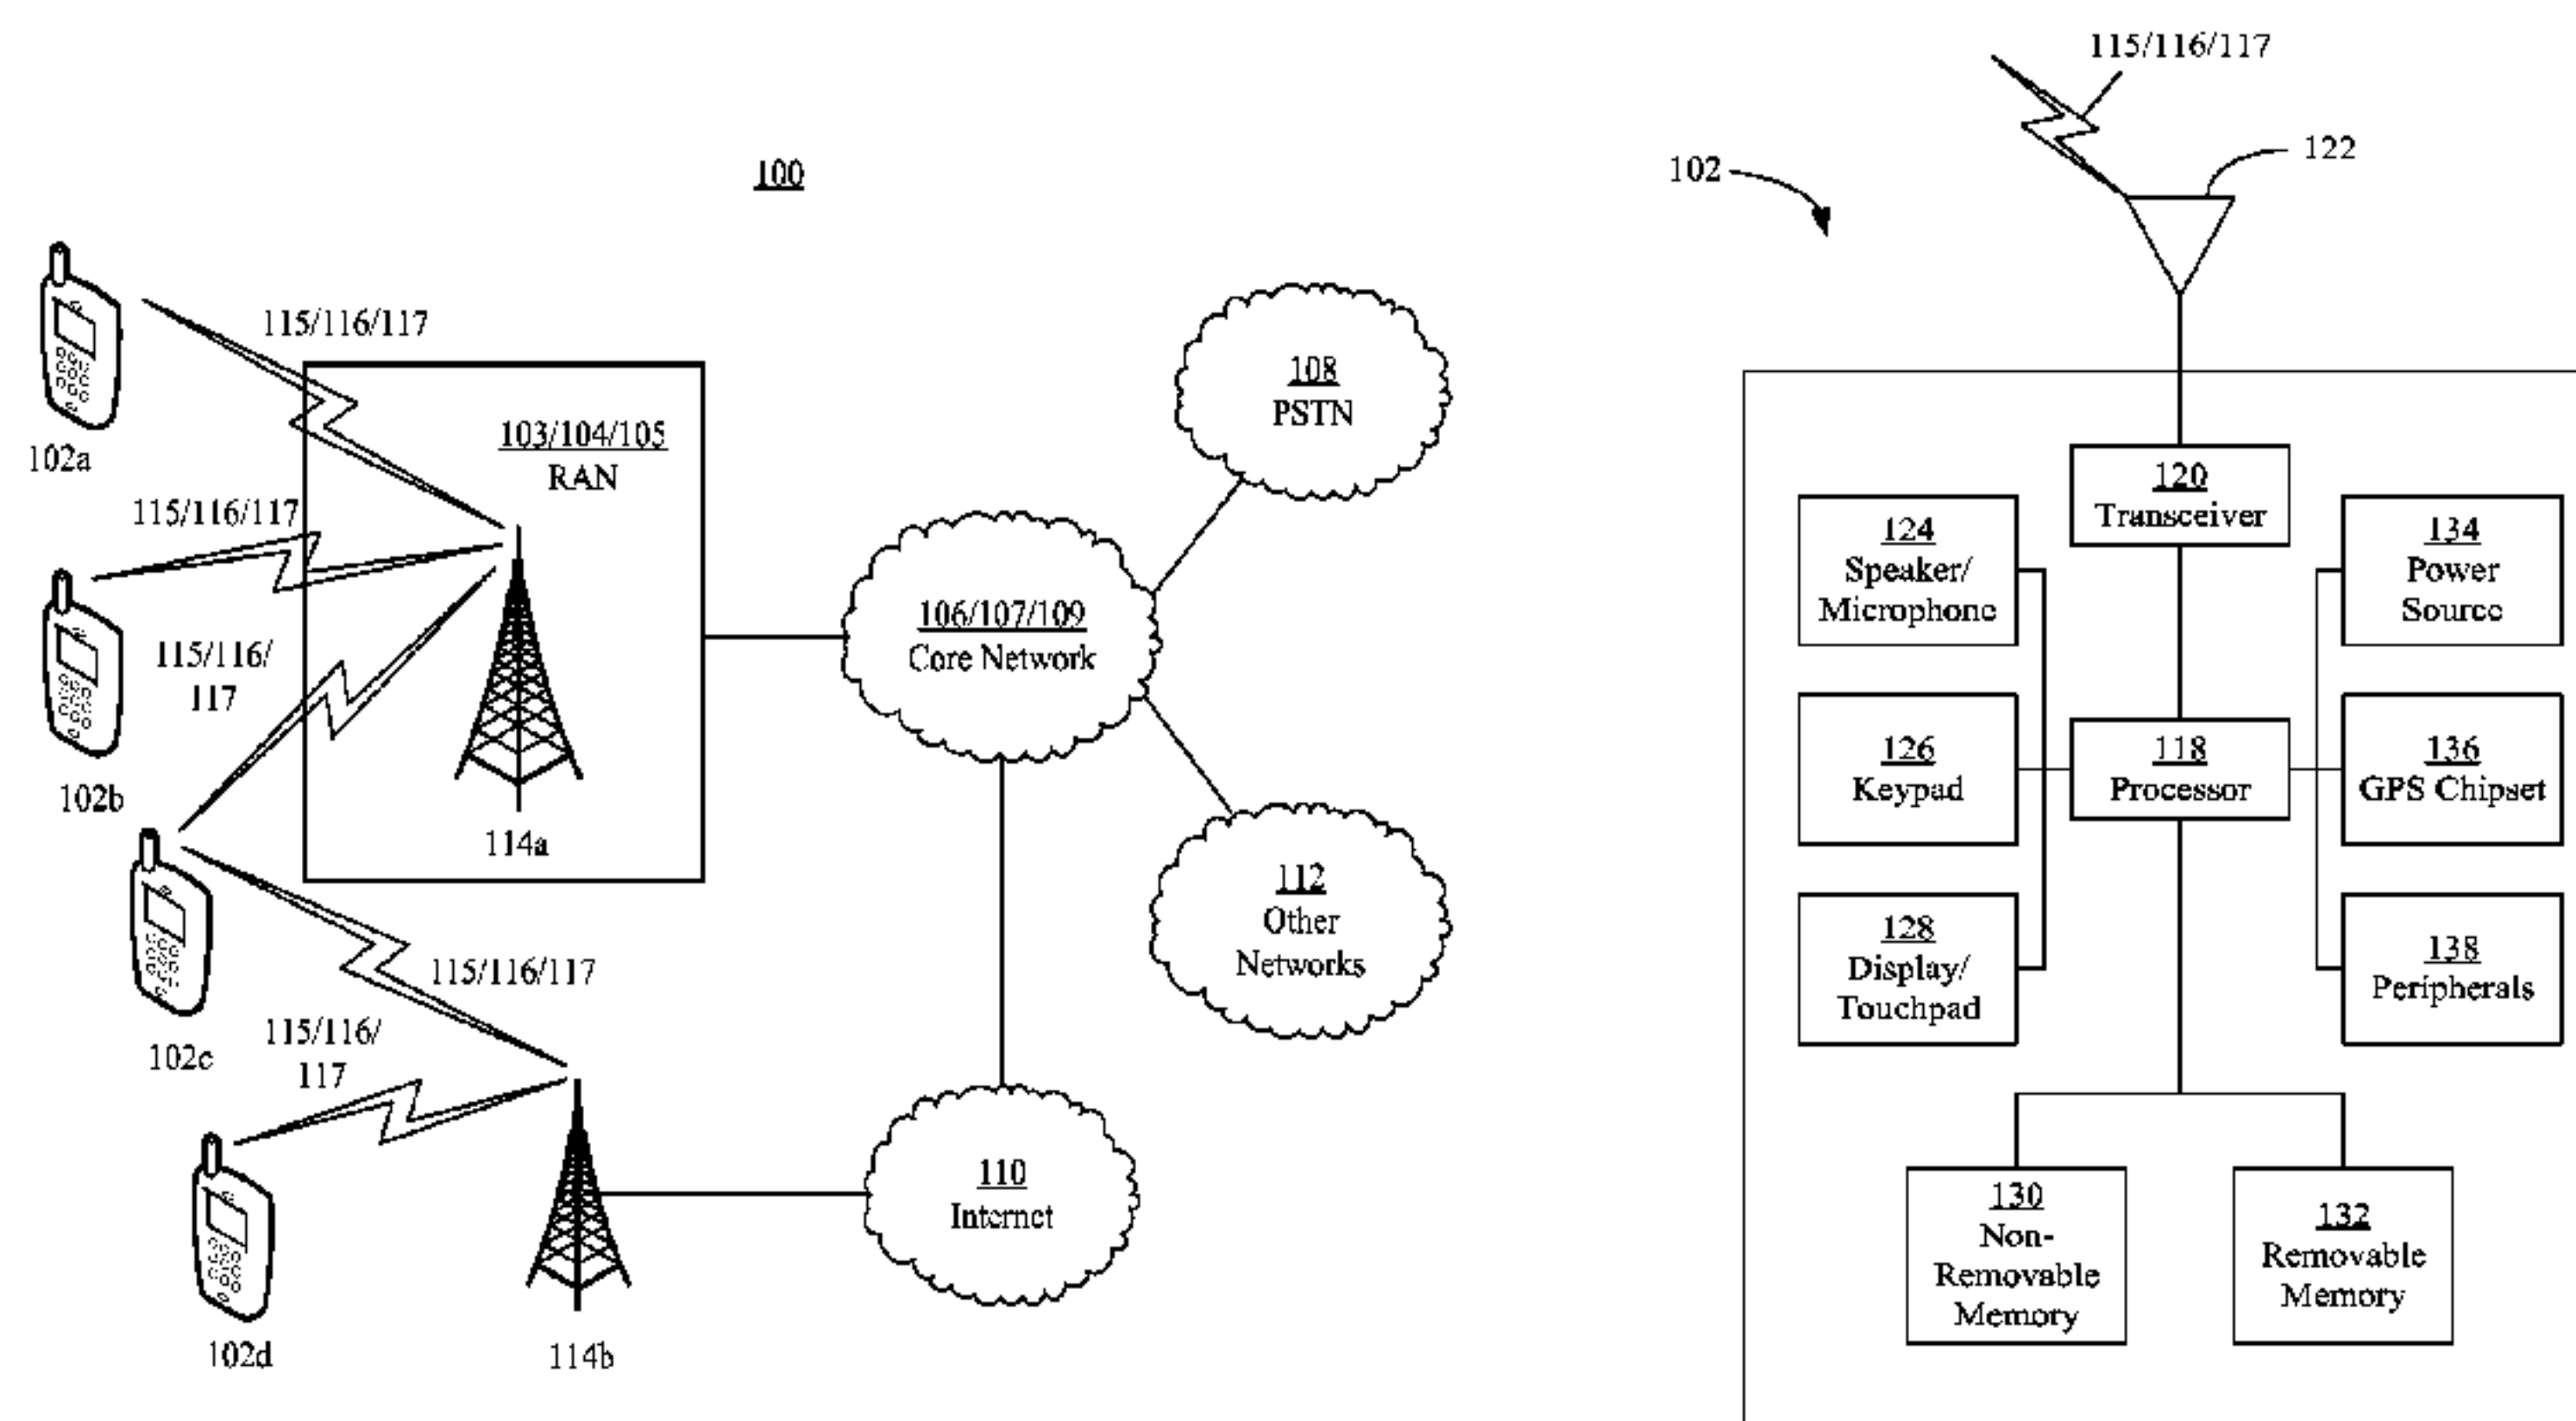 100
115/116/117
103/104/105
RAN
102a
115/116/117
102b
115/116/
117
114a
102c
115/116/117
115/116/
117
102d
114b
106/107/109
Core Network
108
PSTN
112
Other
Networks
110
Internet
115/116/117
102
122
120
Transceiver
124
Speaker/
Microphone
134
Power
Source
126
Keypad
118
Processor
136
GPS Chipset
128
Display/
Touchpad
138
Peripherals
130
Non-
Removable
Memory
132
Removable
Memory